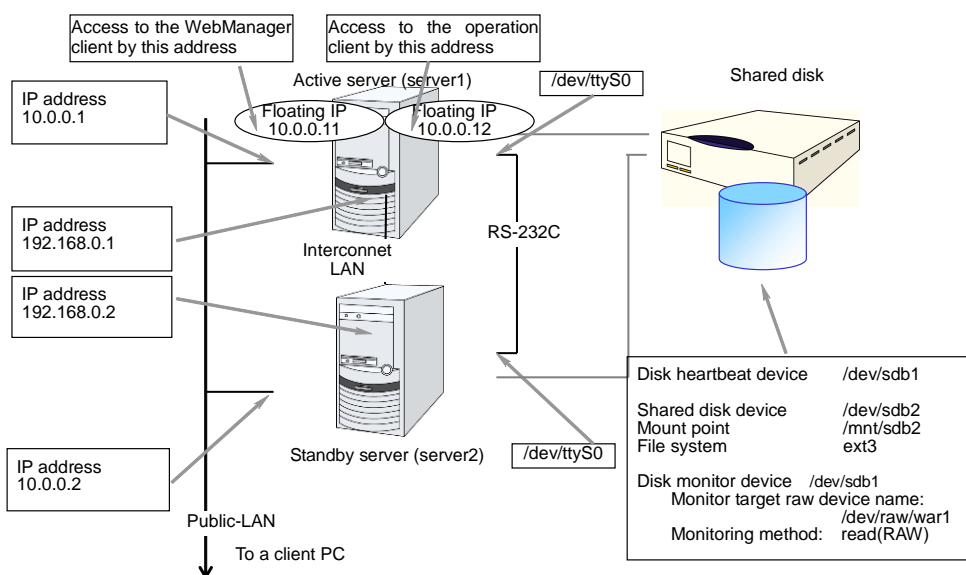 Access to the WebManager
client by this address
Access to the operation
client by this address
Active server (server1)
/dev/ttyS0
Shared disk
IP address
10.0.0.1
Floating IP
10.0.0.11
Floating IP
10.0.0.12
IP address
192.168.0.1
RS-232C
Interconnet
LAN
IP address
192.168.0.2
Disk heartbeat device /dev/sdb1
Shared disk device /dev/sdb2
Mount point /mnt/sdb2
File system ext3
Disk monitor device /dev/sdb1
Monitor target raw device name:
/dev/raw/war1
Monitoring method: read(RAW)
IP address
10.0.0.2
Standby server (server2)
/dev/ttyS0
Public-LAN
To a client PC